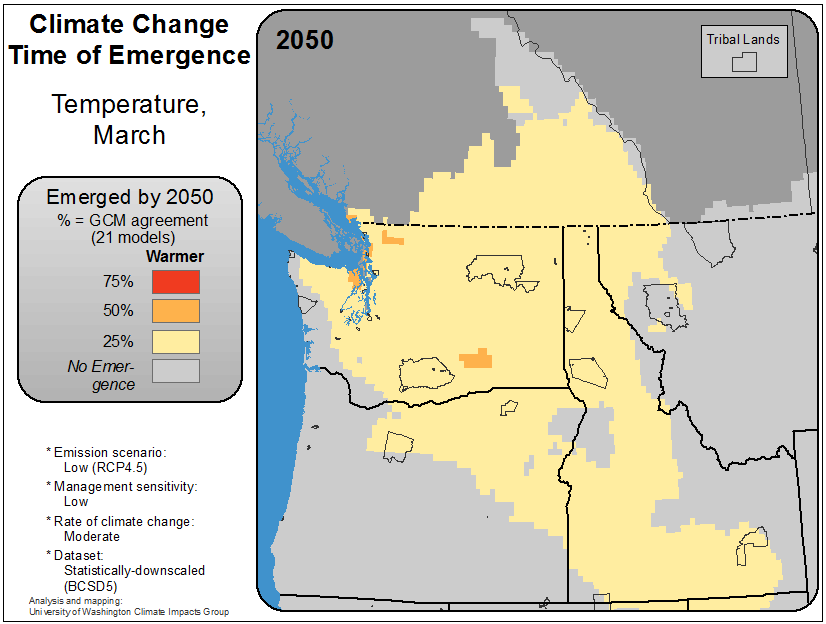 Climate Change
Time of Emergence
Temperature,
March
Emerged by 2050
% = GCM agreement
(21 models)
Warmer
75%
50%
25%
No Emer-
gence
* Emission scenario:
Low (RCP4.5)
* Management sensitivity:
Low
* Rate of climate change:
Moderate
* Dataset:
Statistically-downscaled
(BCSD5)
Analysis and mapping:
University of Washington Climate Impacts Group
2050
Tribal Lands